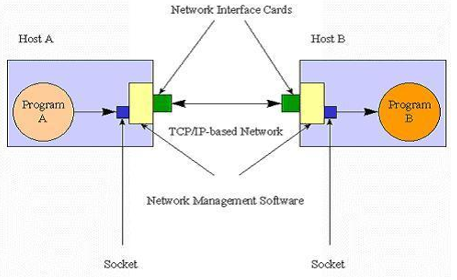 Network Interface Cards
Host A
Host B
Program
A
Program
B
TCP/IP-based Network
Network Management Software
Socket
Socket